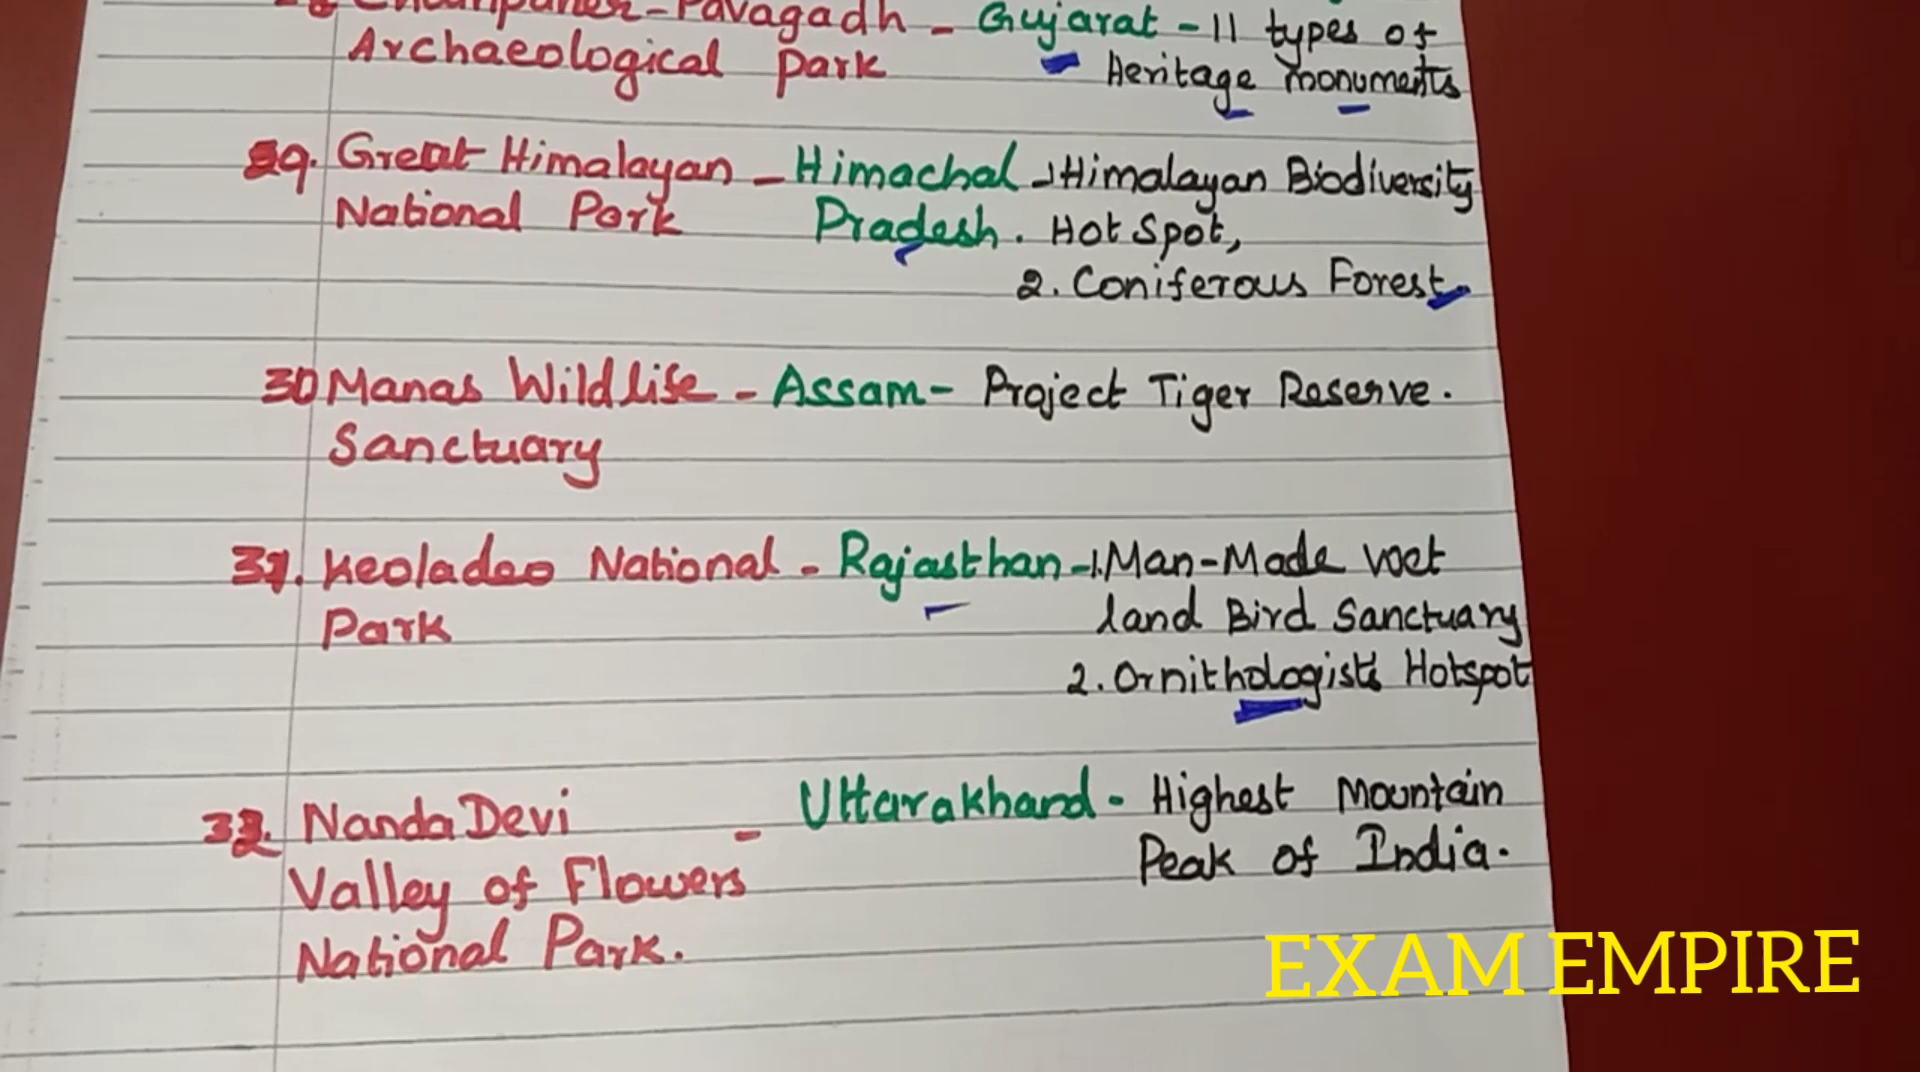 Champaner-Pavagadh - Gujarat - 11 types of
Archaeological Park Heritage monuments
29. Great Himalayan - Himachal - 1. Himalayan Biodiversity
National Park Pradesh. Hot Spot,
2. Coniferous Forest.
30 Manas Wildlife - Assam - Project Tiger Reserve.
Sanctuary
31. Keoladeo National - Rajasthan - 1. Man-Made wet
Park land Bird Sanctuary
2. Ornithologists Hotspot
32. Nanda Devi - Uttarakhand - Highest Mountain
Valley of Flowers Peak of India.
National Park.
EXAM EMPIRE